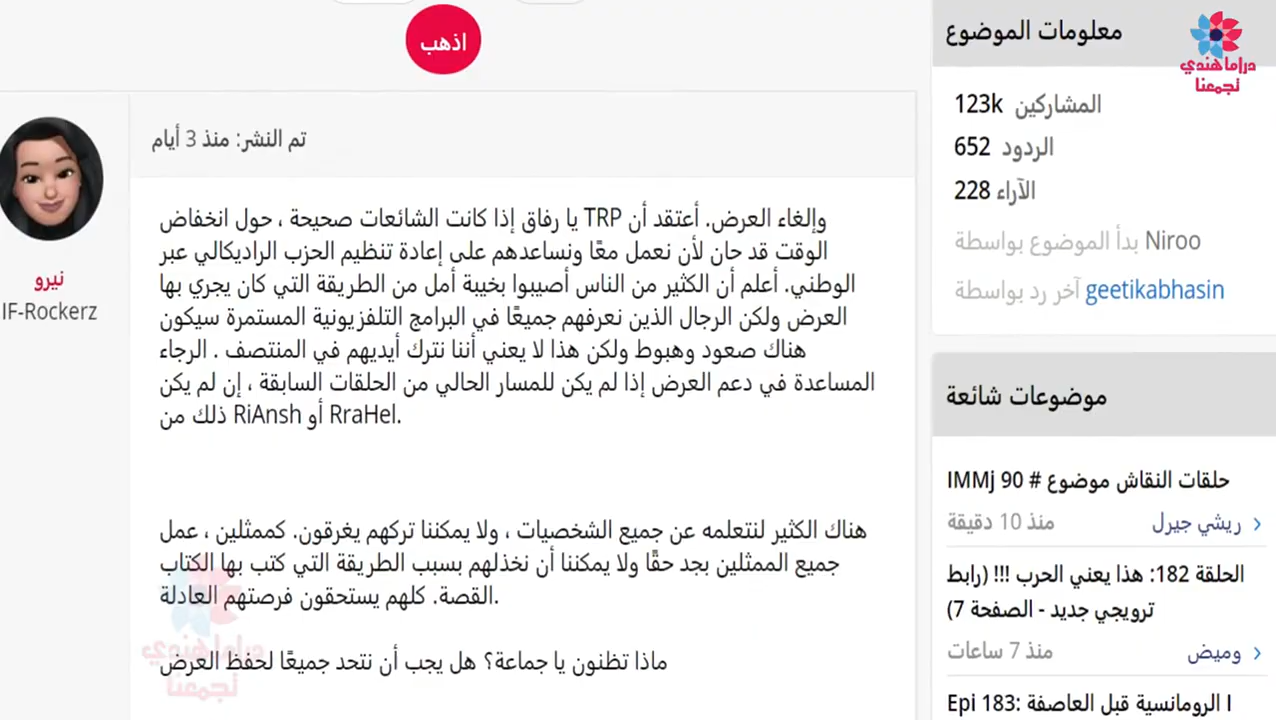 اذهب
تم النشر: منذ 3 أيام
نيرو
IF-Rockerz
وإلغاء العرض. أعتقد أن TRP يا رفاق إذا كانت الشائعات صحيحة ، حول انخفاض
الوقت قد حان لأن نعمل معًا ونساعدهم على إعادة تنظيم الحزب الراديكالي عبر
الوطني. أعلم أن الكثير من الناس أصيبوا بخيبة أمل من الطريقة التي كان يجري بها
العرض ولكن الرجال الذين نعرفهم جميعًا في البرامج التلفزيونية المستمرة سيكون
هناك صعود وهبوط ولكن هذا لا يعني أننا نترك أيديهم في المنتصف . الرجاء
المساعدة في دعم العرض إذا لم يكن للمسار الحالي من الحلقات السابقة ، إن لم يكن
ذلك من RiAnsh أو RraHel.
هناك الكثير لنتعلمه عن جميع الشخصيات ، ولا يمكننا تركهم يغرقون. كممثلين ، عمل
جميع الممثلين بجد حقًا ولا يمكننا أن نخذلهم بسبب الطريقة التي كتب بها الكتاب
القصة. كلهم يستحقون فرصتهم العادلة.
ماذا تظنون يا جماعة؟ هل يجب أن نتحد جميعًا لحفظ العرض
دراما هندي
تجمعنا
معلومات الموضوع
دراما هندي
تجمعنا
المشاركين 123k
الردود 652
الآراء 228
بدأ الموضوع بواسطة Niroo
آخر رد بواسطة geetikabhasin
موضوعات شائعة
حلقات النقاش موضوع # 90 IMMj
ريشي جيرل منذ 10 دقيقة
الحلقة 182: هذا يعني الحرب !!! (رابط
ترويجي جديد - الصفحة 7)
وميض منذ 7 ساعات
Epi 183: الرومانسية قبل العاصفة I